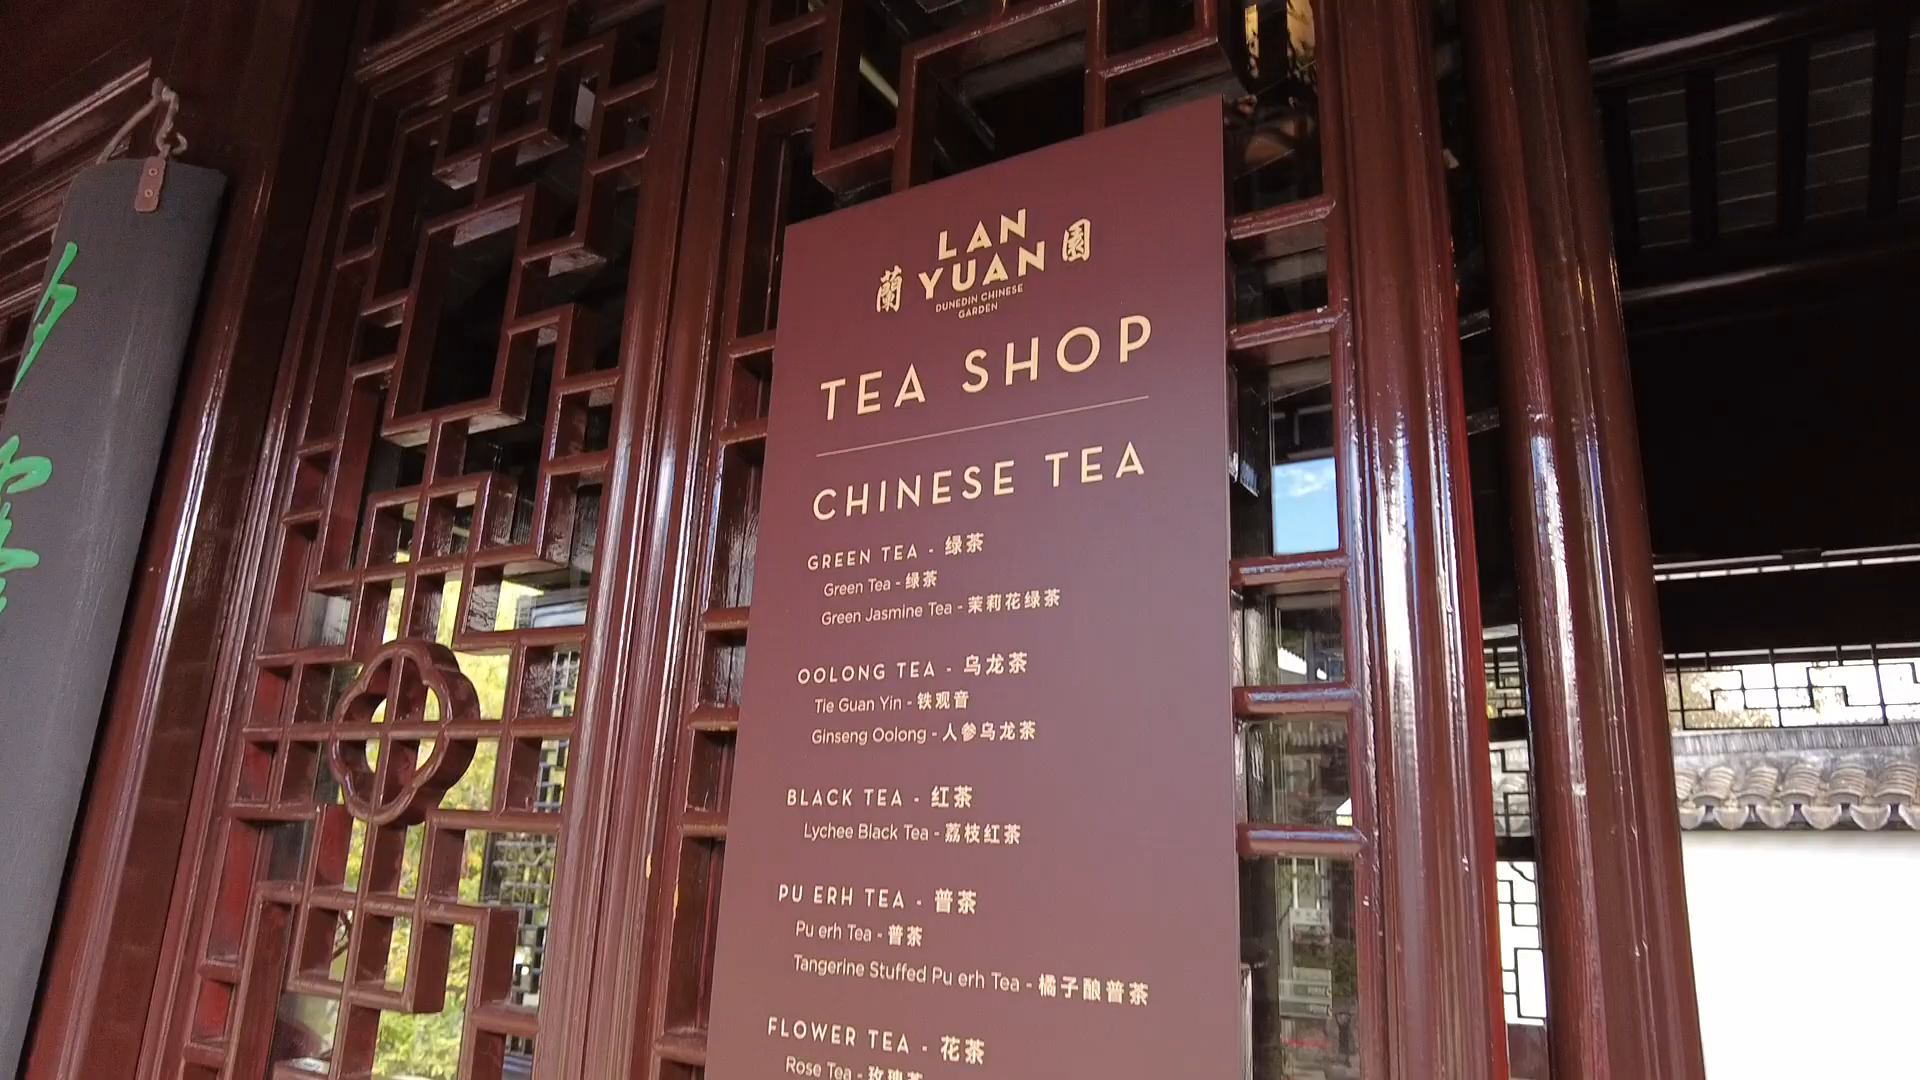 蘭 LAN YUAN 園
DUNEDIN CHINESE
GARDEN
TEA SHOP
CHINESE TEA
GREEN TEA - 绿茶
Green Tea - 绿茶
Green Jasmine Tea - 茉莉花绿茶
OOLONG TEA - 乌龙茶
Tie Guan Yin - 铁观音
Ginseng Oolong - 人参乌龙茶
BLACK TEA - 红茶
Lychee Black Tea - 荔枝红茶
PU ERH TEA - 普茶
Pu erh Tea - 普茶
Tangerine Stuffed Pu erh Tea - 橘子酿普茶
FLOWER TEA - 花茶
Rose Tea - 玫瑰茶